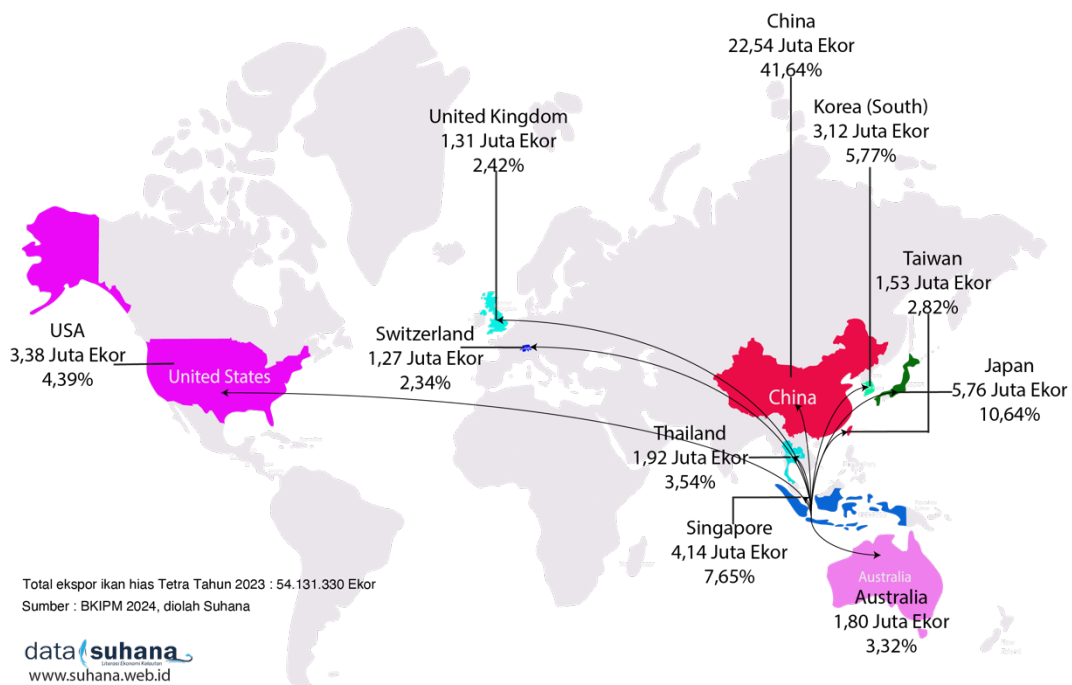 China
22,54 Juta Ekor
41,64%
Korea (South)
3,12 Juta Ekor
5,77%
United Kingdom
1,31 Juta Ekor
2,42%
Taiwan
1,53 Juta Ekor
2,82%
USA
3,38 Juta Ekor
4,39%
United States
Switzerland
1,27 Juta Ekor
2,34%
China
Japan
5,76 Juta Ekor
10,64%
Thailand
1,92 Juta Ekor
3,54%
Singapore
4,14 Juta Ekor
7,65%
Australia
Australia
1,80 Juta Ekor
3,32%
Total ekspor ikan hias Tetra Tahun 2023 : 54.131.330 Ekor
Sumber : BKIPM 2024, diolah Suhana
data suhana
Literasi Ekonomi Kelautan
www.suhana.web.id